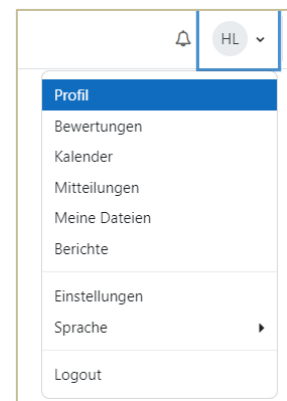 HL
Profil
Bewertungen
Kalender
Mitteilungen
Meine Dateien
Berichte
Einstellungen
Sprache
Logout